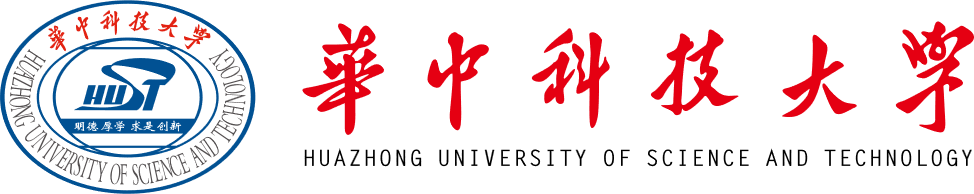 華中科技大學
HUAZHONG UNIVERSITY OF SCIENCE AND TECHNOLOGY
HUST
明德厚学 求是创新
華中科技大學
HUAZHONG UNIVERSITY OF SCIENCE AND TECHNOLOGY